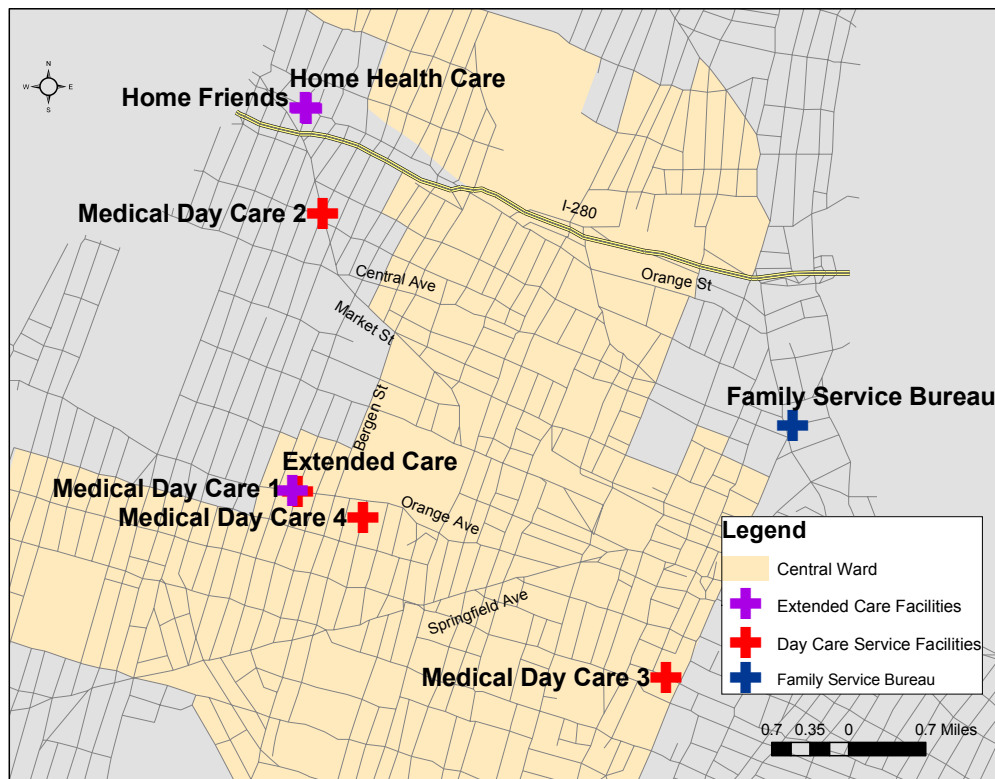 N
W E
S
Home Health Care
Home Friends
Medical Day Care 2
I-280
Central Ave
Orange St
Market St
Bergen St
Family Service Bureau
Extended Care
Medical Day Care 1
Medical Day Care 4
Orange Ave
Springfield Ave
Medical Day Care 3
Legend
Central Ward
Extended Care Facilities
Day Care Service Facilities
Family Service Bureau
0.7 0.35 0 0.7 Miles